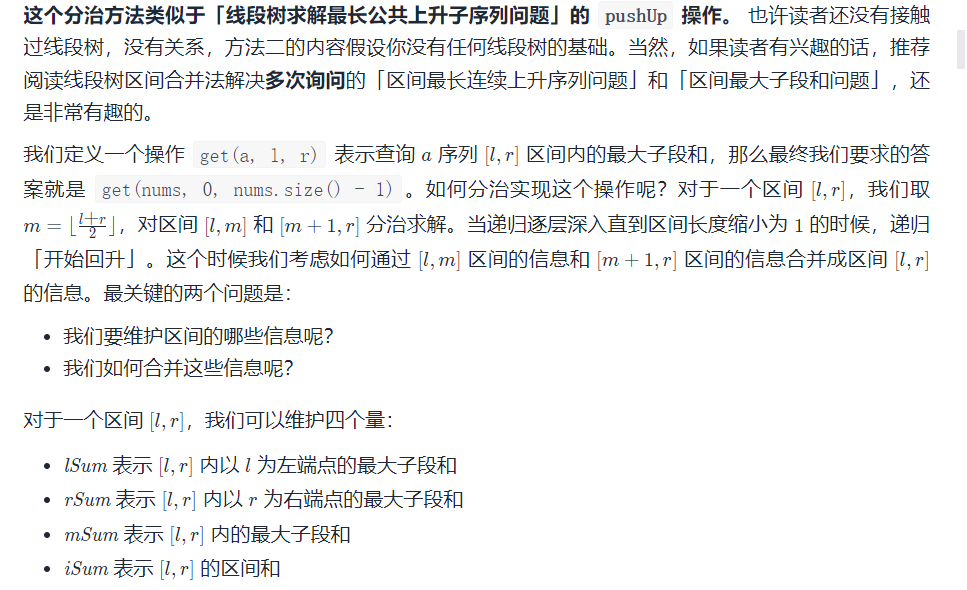 这个分治方法类似于「线段树求解最长公共上升子序列问题」的 pushUp 操作。 也许读者还没有接触
过线段树，没有关系，方法二的内容假设你没有任何线段树的基础。当然，如果读者有兴趣的话，推荐
阅读线段树区间合并法解决多次询问的「区间最长连续上升序列问题」和「区间最大子段和问题」，还
是非常有趣的。
我们定义一个操作 get(a, l, r) 表示查询 a 序列 [l, r] 区间内的最大子段和，那么最终我们要求的答
案就是 get(nums, 0, nums.size() - 1) 。如何分治实现这个操作呢？对于一个区间 [l, r]，我们取
m = ⌊(l+r)/2⌋，对区间 [l, m] 和 [m + 1, r] 分治求解。当递归逐层深入直到区间长度缩小为 1 的时候，递归
「开始回升」。这个时候我们考虑如何通过 [l, m] 区间的信息和 [m + 1, r] 区间的信息合并成区间 [l, r]
的信息。最关键的两个问题是：
• 我们要维护区间的哪些信息呢？
• 我们如何合并这些信息呢？
对于一个区间 [l, r]，我们可以维护四个量：
• lSum 表示 [l, r] 内以 l 为左端点的最大子段和
• rSum 表示 [l, r] 内以 r 为右端点的最大子段和
• mSum 表示 [l, r] 内的最大子段和
• iSum 表示 [l, r] 的区间和